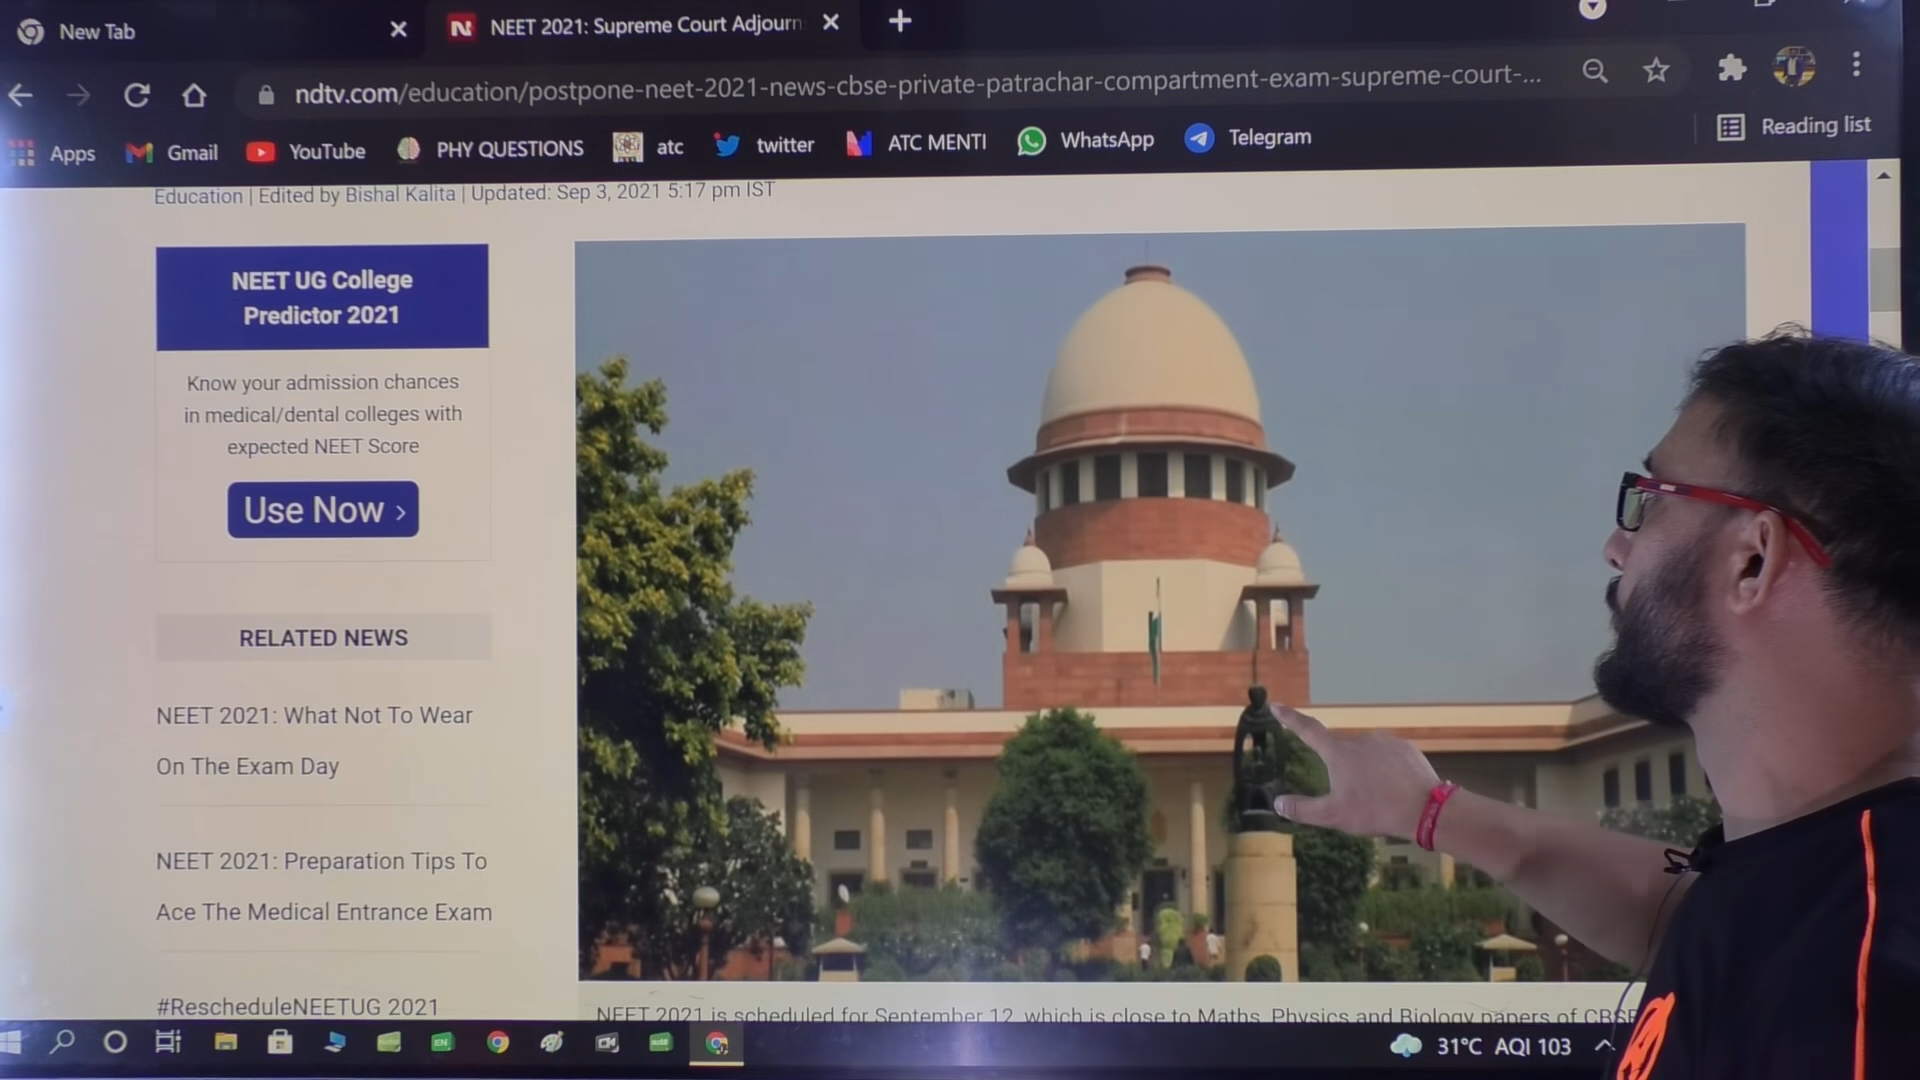 New Tab
NEET 2021: Supreme Court Adjourn
ndtv.com/education/postpone-neet-2021-news-cbse-private-patrachar-compartment-exam-supreme-court-...
Apps
Gmail
YouTube
PHY QUESTIONS
atc
twitter
ATC MENTI
WhatsApp
Telegram
Reading list
Education | Edited by Bishal Kalita | Updated: Sep 3, 2021 5:17 pm IST
NEET UG College
Predictor 2021
Know your admission chances
in medical/dental colleges with
expected NEET Score
Use Now ›
RELATED NEWS
NEET 2021: What Not To Wear
On The Exam Day
NEET 2021: Preparation Tips To
Ace The Medical Entrance Exam
#RescheduleNEETUG 2021
NEET 2021 is scheduled for September 12, which is close to Maths, Physics and Biology papers of CBSE
31°C AQI 103